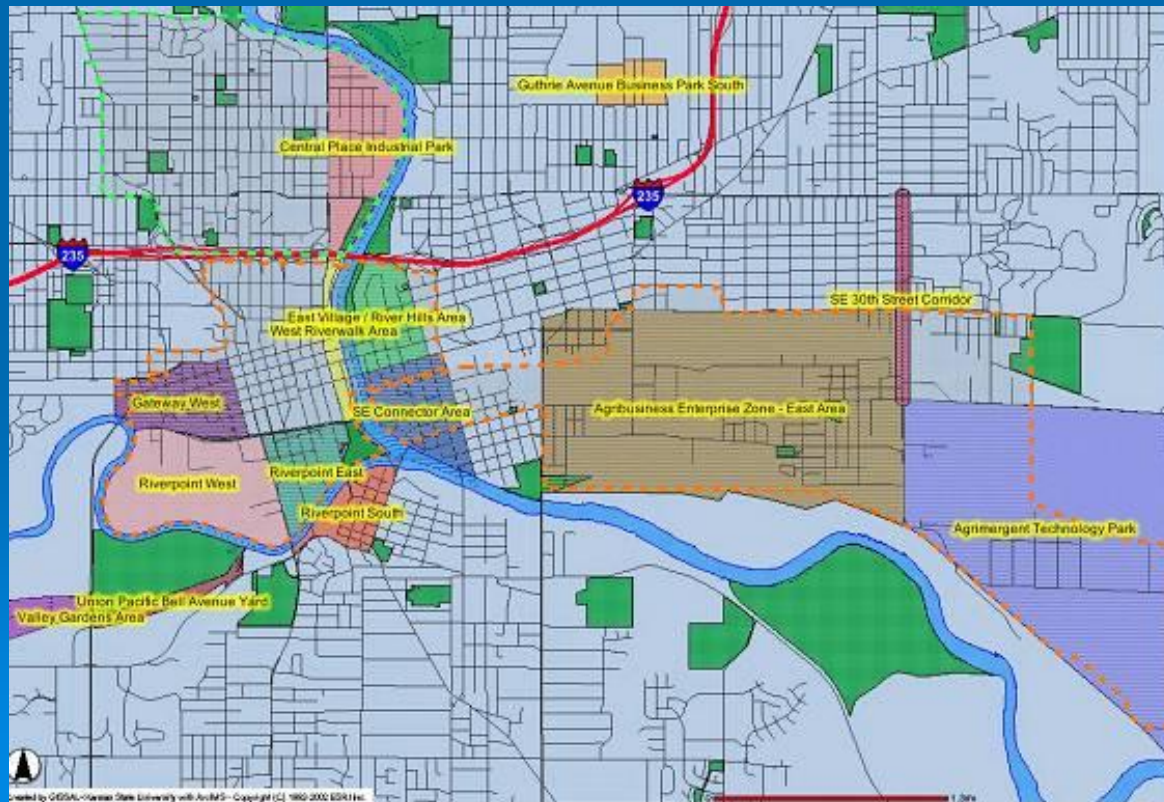 Guthrie Avenue Business Park South
Central Place Industrial Park
235
235
SE 30th Street Corridor
East Village / River Hills Area
West Riverwalk Area
Gateway West
SE Connector Area
Agribusiness Enterprise Zone - East Area
Riverpoint East
Riverpoint West
Riverpoint South
Agrimergent Technology Park
Union Pacific Bell Avenue Yard
Valley Gardens Area